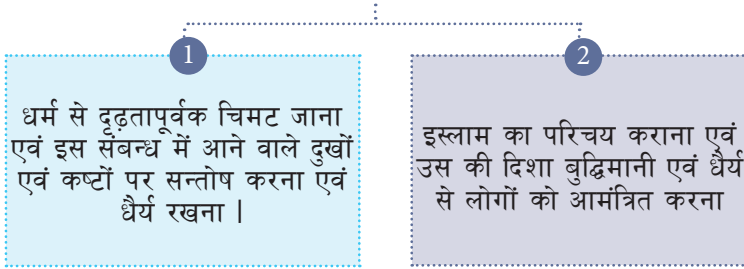 1
धर्म से दृढ़तापूर्वक चिमट जाना
एवं इस संबन्ध में आने वाले दुखों
एवं कष्टों पर सन्तोष करना एवं
धैर्य रखना |
2
इस्लाम का परिचय कराना एवं
उस की दिशा बुद्धिमानी एवं धैर्य
से लोगों को आमंत्रित करना